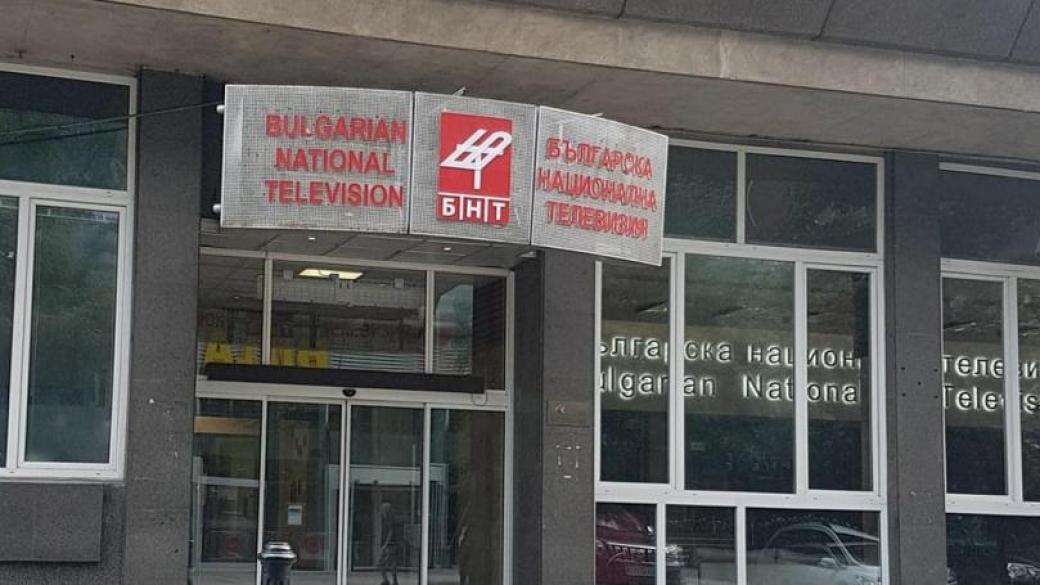 BULGARIAN
NATIONAL
TELEVISION
БНТ
БЪЛГАРСКА
НАЦИОНАЛНА
ТЕЛЕВИЗИЯ
ългарска национ телеви
ulgarian Nationa Televis